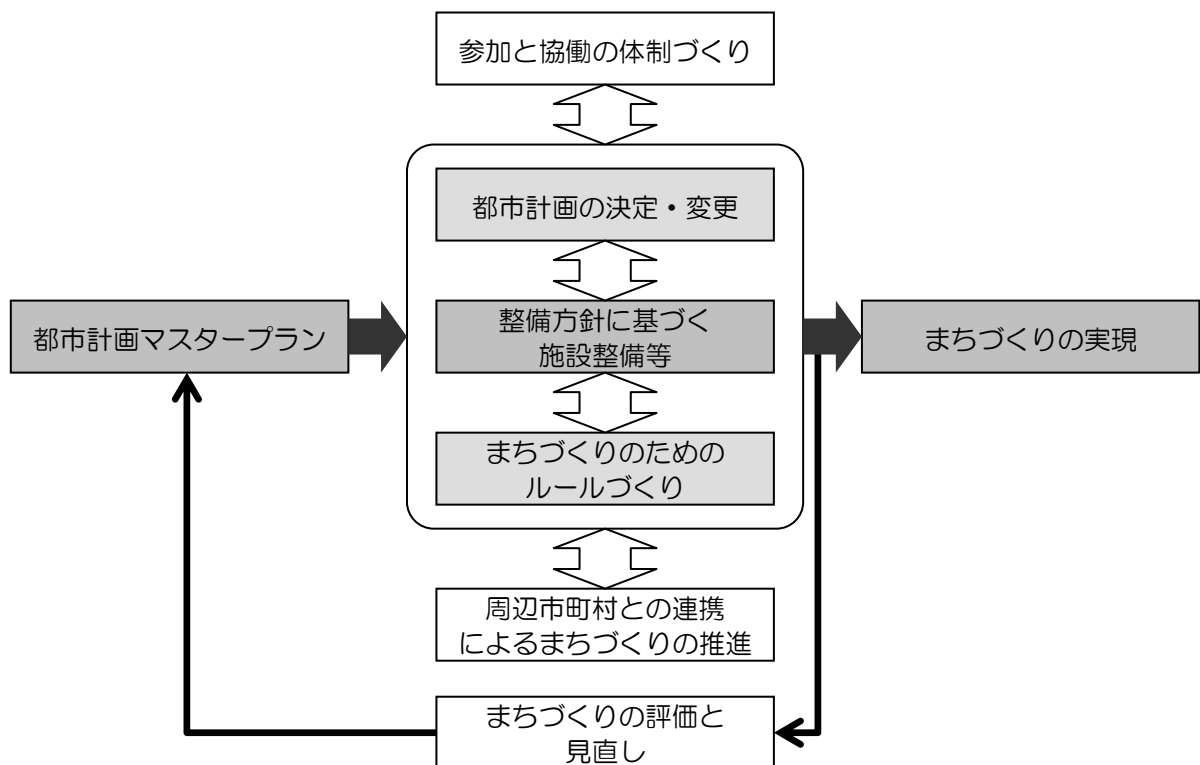 参加と協働の体制づくり
都市計画の決定・変更
都市計画マスタープラン
整備方針に基づく
施設整備等
まちづくりの実現
まちづくりのための
ルールづくり
周辺市町村との連携
によるまちづくりの推進
まちづくりの評価と
見直し